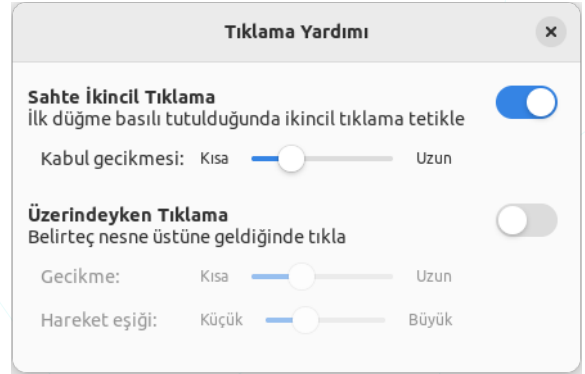 Tıklama Yardımı
Sahte İkincil Tıklama
İlk düğme basılı tutulduğunda ikincil tıklama tetikle
Kabul gecikmesi: Kısa Uzun
Üzerindeyken Tıklama
Belirteç nesne üstüne geldiğinde tıkla
Gecikme: Kısa Uzun
Hareket eşiği: Küçük Büyük